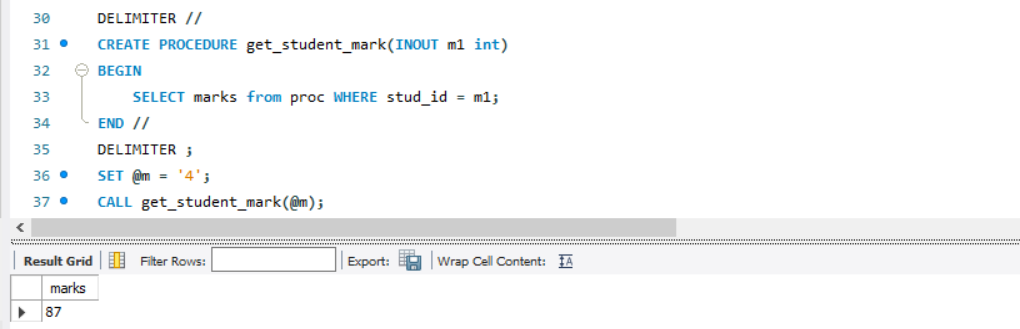 30 DELIMITER //
31 CREATE PROCEDURE get_student_mark(INOUT m1 int)
32 BEGIN
33 SELECT marks from proc WHERE stud_id = m1;
34 END //
35 DELIMITER ;
36 SET @m = '4';
37 CALL get_student_mark(@m);
Result Grid Filter Rows: Export: Wrap Cell Content: IA
marks
87